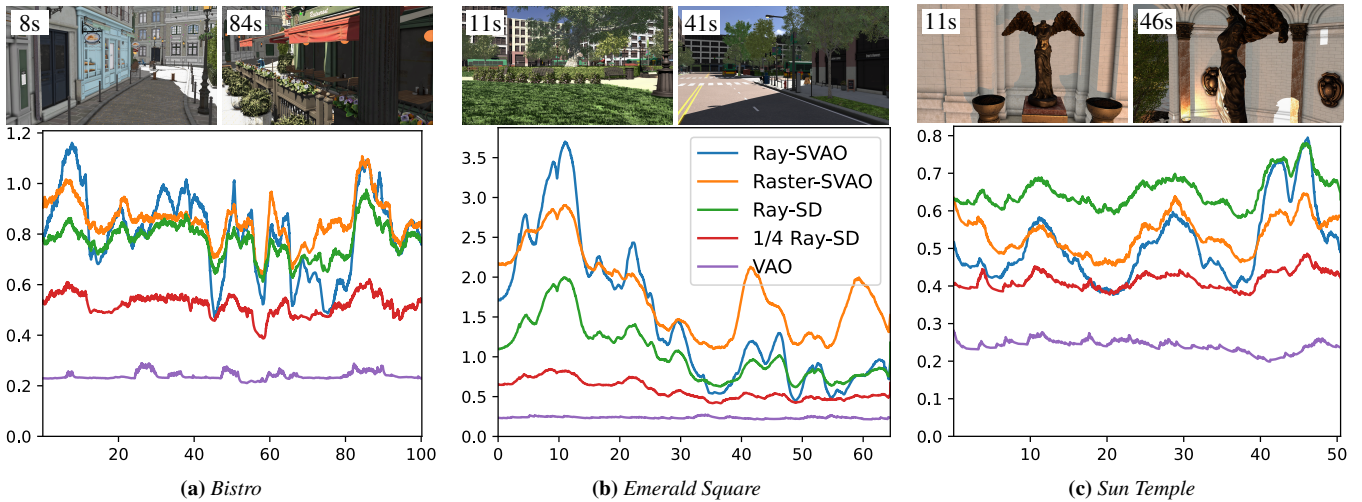 8s
84s
11s
41s
11s
46s
1.2
1.0
0.8
0.6
0.4
0.2
0.0
20 40 60 80 100
(a) Bistro
3.5
3.0
2.5
2.0
1.5
1.0
0.5
0.0
0 10 20 30 40 50 60
Ray-SVAO
Raster-SVAO
Ray-SD
1/4 Ray-SD
VAO
(b) Emerald Square
0.8
0.7
0.6
0.5
0.4
0.3
0.2
0.1
0.0
10 20 30 40 50
(c) Sun Temple